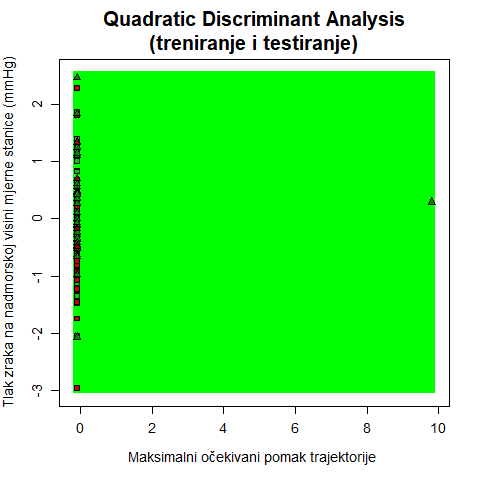 Quadratic Discriminant Analysis
(treniranje i testiranje)
Tlak zraka na nadmorskoj visini mjerne stanice (mmHg)
2
1
0
-1
-2
-3
0 2 4 6 8 10
Maksimalni očekivani pomak trajektorije